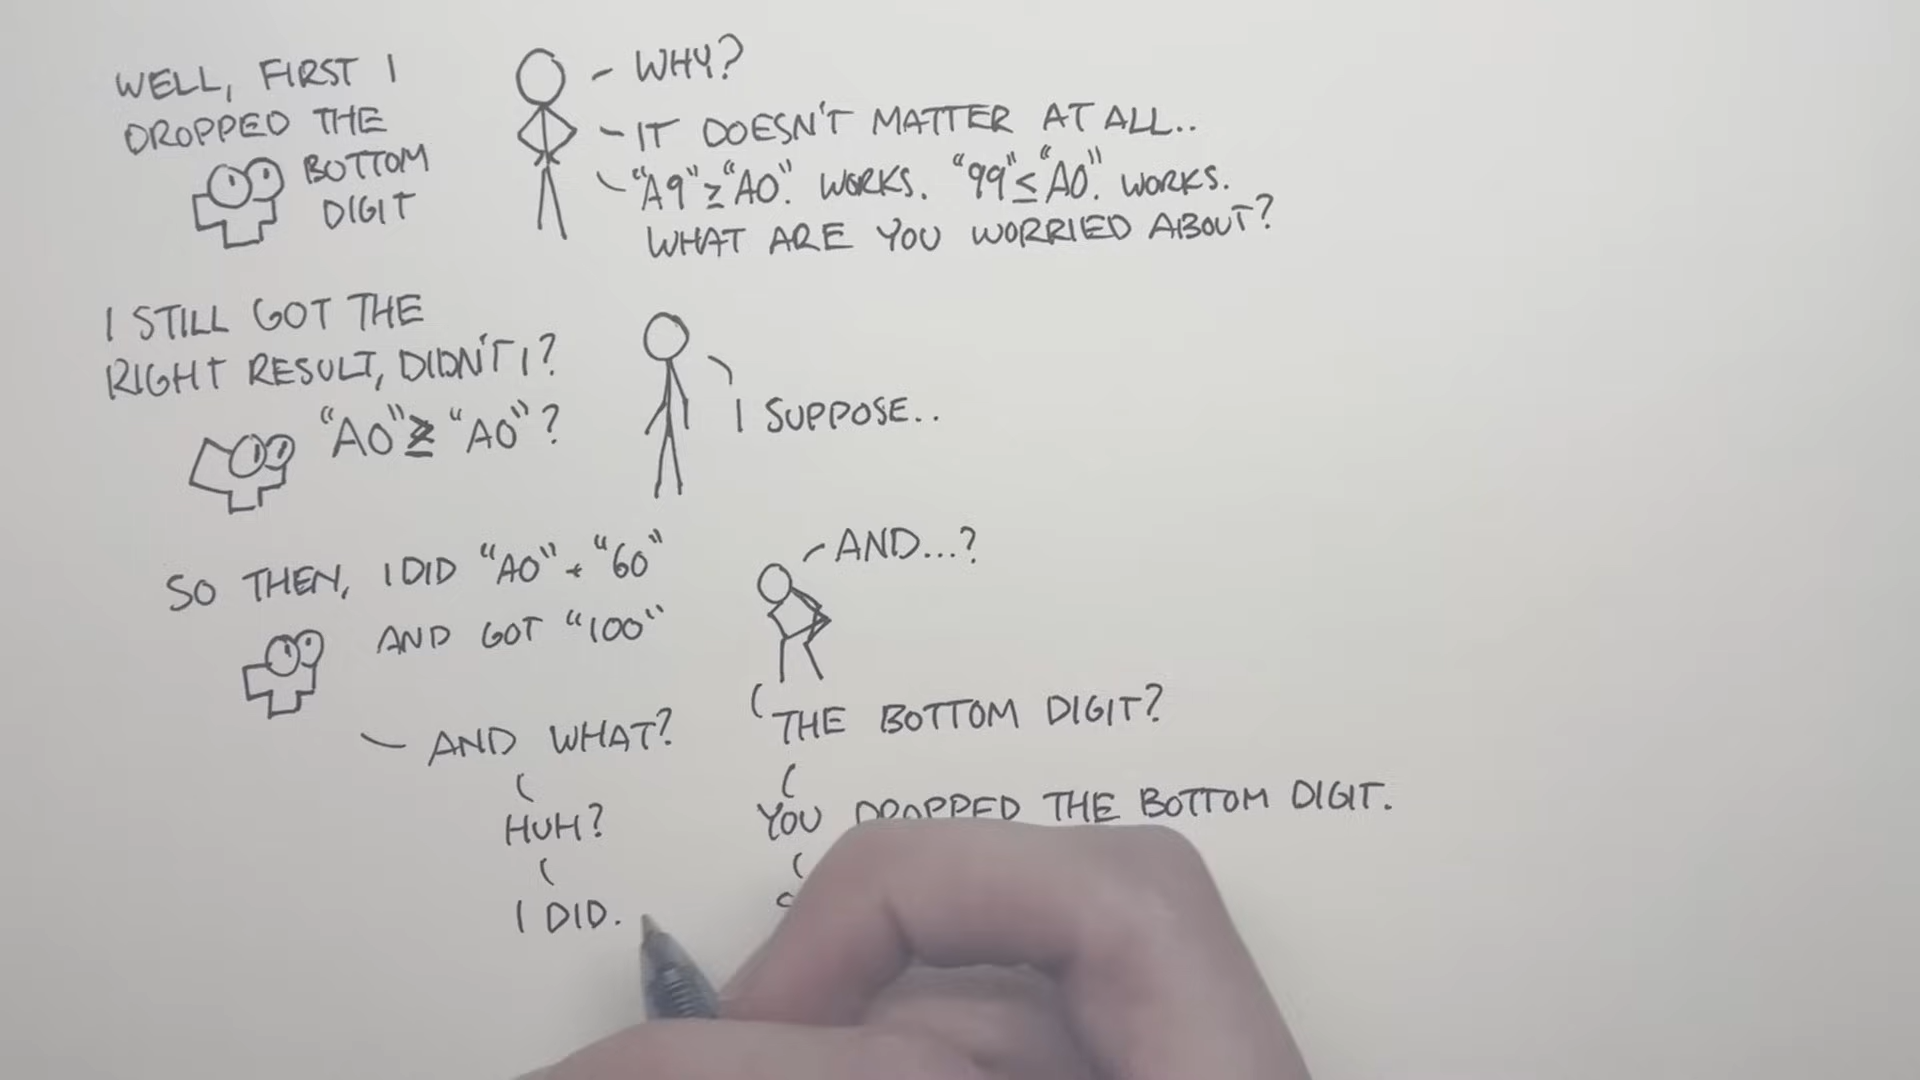 WELL, FIRST I
DROPPED THE
BOTTOM
DIGIT
- WHY?
- IT DOESN'T MATTER AT ALL..
"A9" ≥ "A0". WORKS. "99" ≤ "A0". WORKS.
WHAT ARE YOU WORRIED ABOUT?
I STILL GOT THE
RIGHT RESULT, DIDN'T I?
"A0" ≥ "A0"?
I SUPPOSE..
SO THEN, I DID "A0" + "60"
AND GOT "100"
AND...?
AND WHAT?
THE BOTTOM DIGIT?
HUH?
YOU DROPPED THE BOTTOM DIGIT.
I DID.